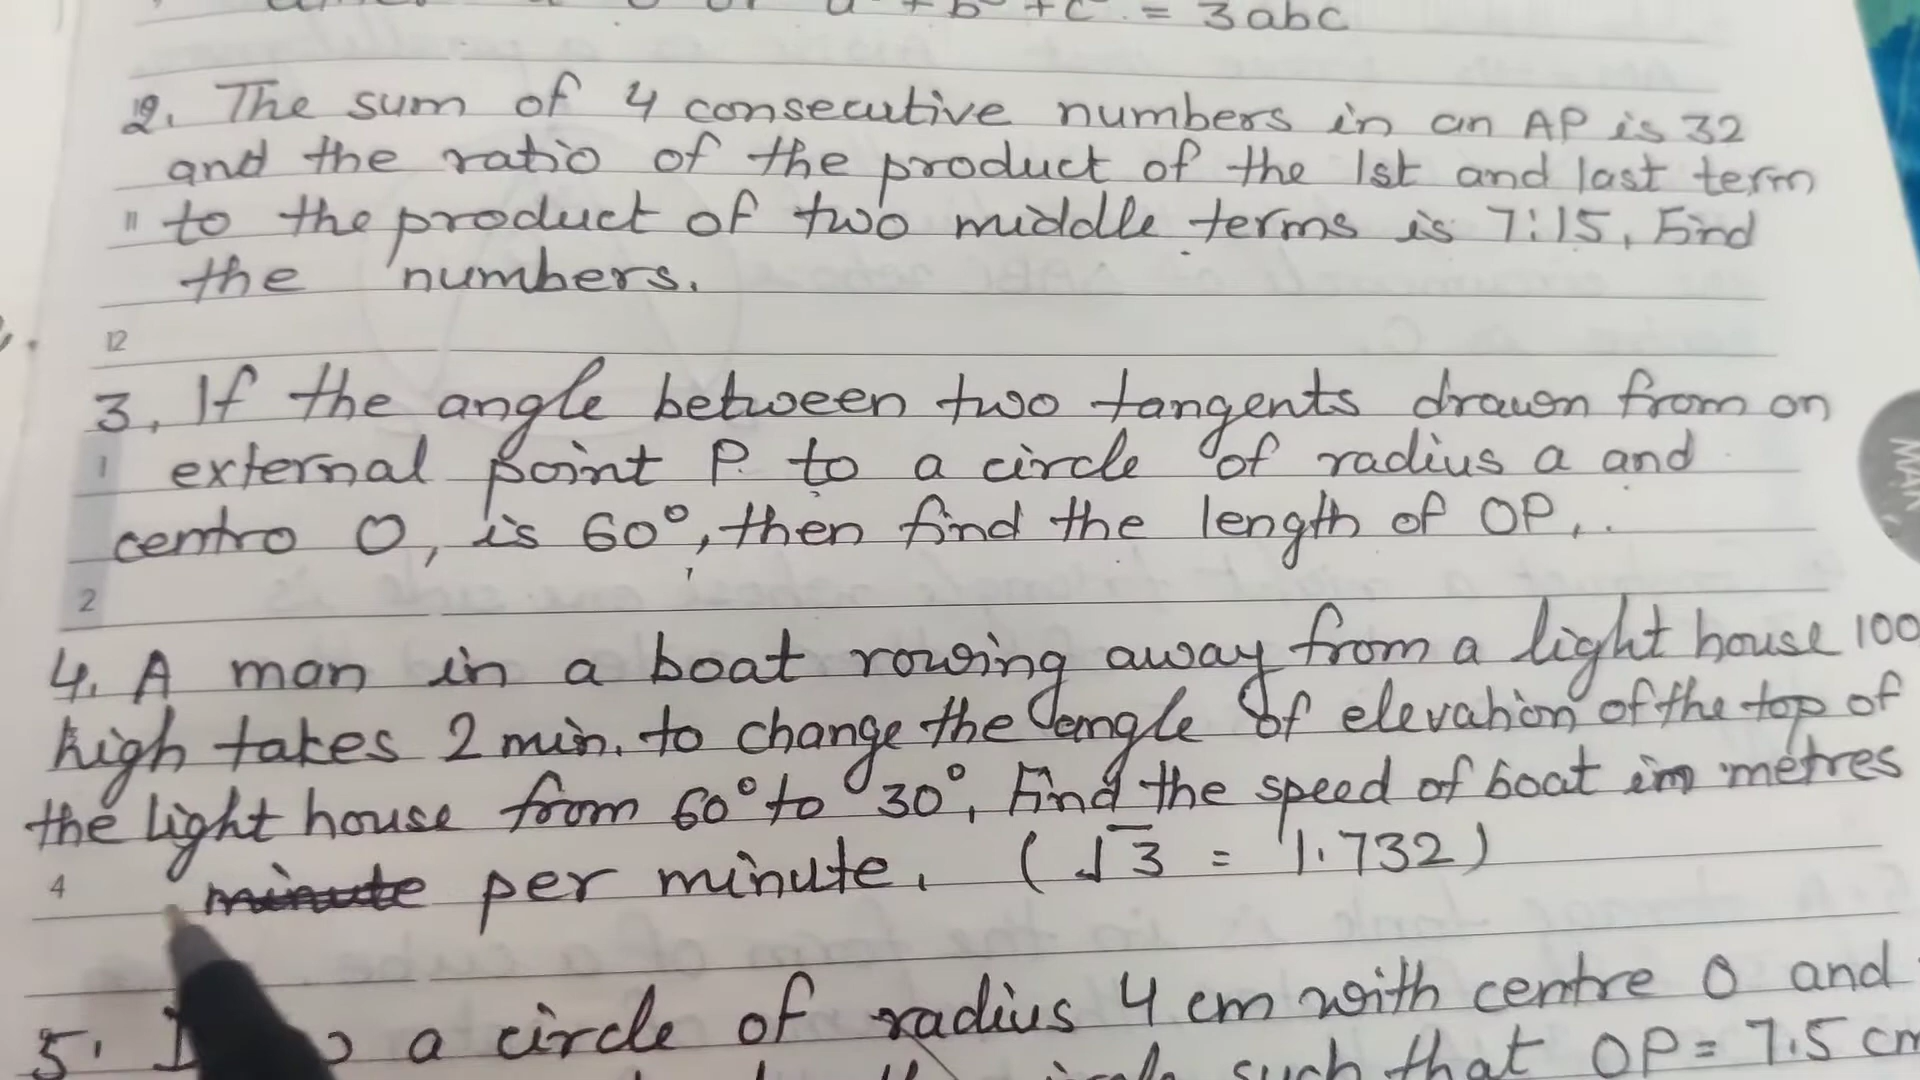 = 3abc
2. The sum of 4 consecutive numbers in an AP is 32
and the ratio of the product of the 1st and last term
11 to the product of two middle terms is 7:15, Find
the numbers.
12
3. If the angle between two tangents drawn from on
1 external point P. to a circle of radius a and
centro O, is 60°, then find the length of OP,.
2
4. A man in a boat rowing away from a light house 100
high takes 2 min. to change the angle of elevation of the top of
the light house from 60° to 30°, Find the speed of boat in metres
4 minute per minute. (√3 = 1.732)
5. a circle of radius 4 cm with centre O and
such that OP = 7.5 cm